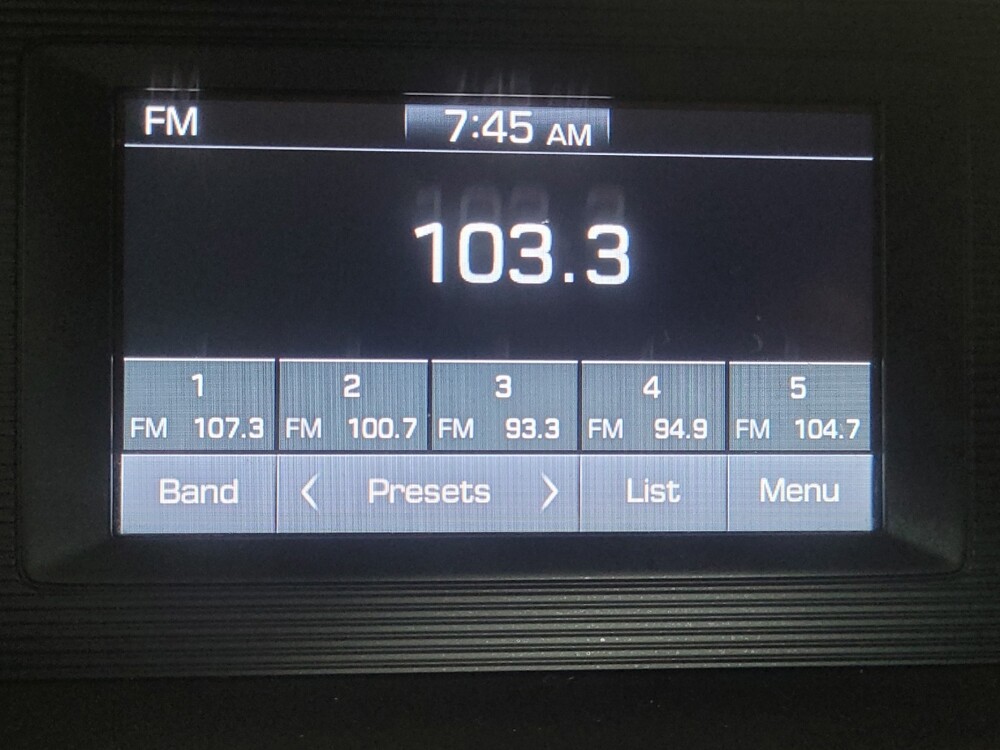 FM 7:45 AM
103.3
1 2 3 4 5
FM 107.3 FM 100.7 FM 93.3 FM 94.9 FM 104.7
Band < Presets > List Menu